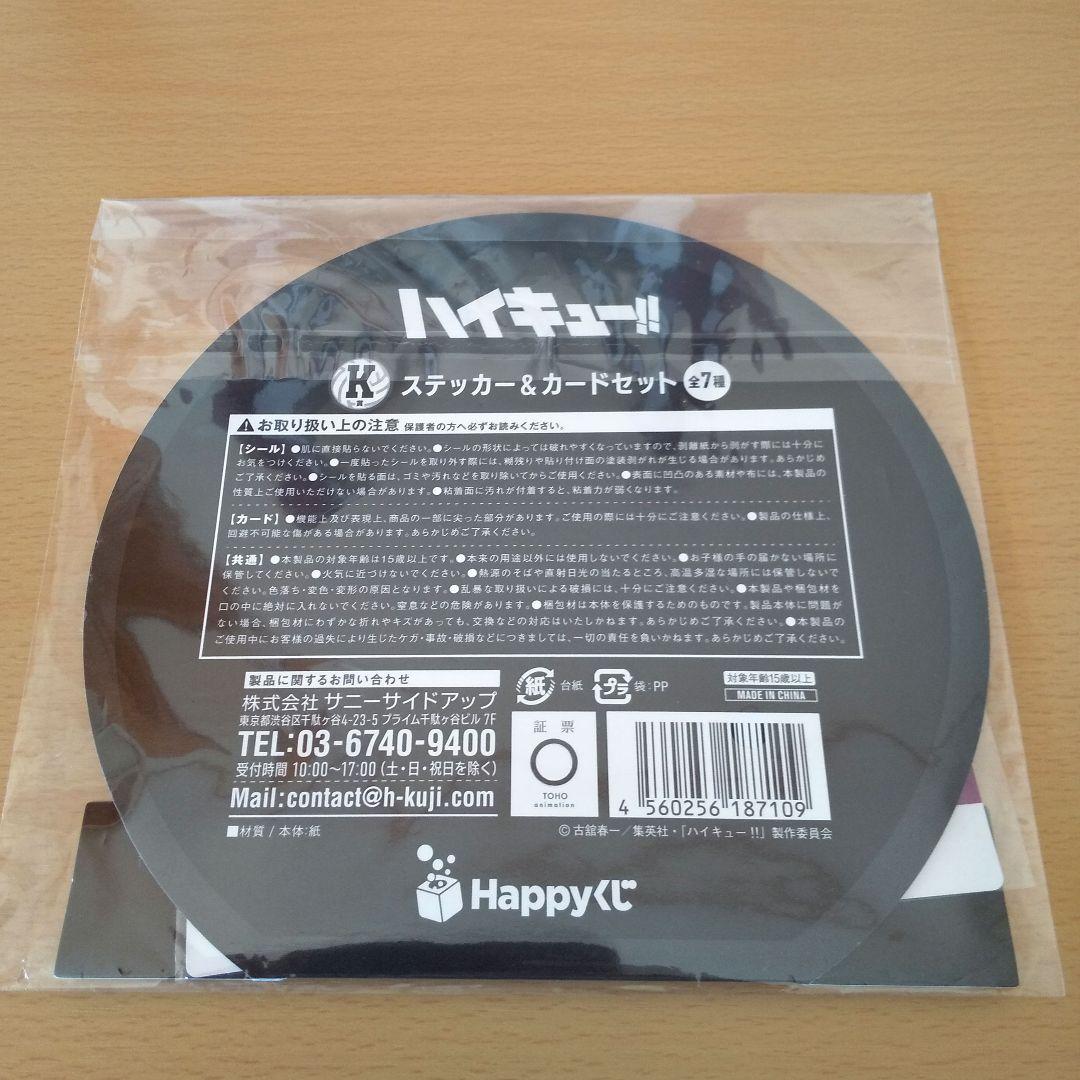 ハイキュー!!
K賞 ステッカー&カードセット 全7種
お取り扱い上の注意 保護者の方へ必ずお読みください。
【シール】●肌に直接貼らないでください。●シールの形状によっては破れやすくなっていますので、剥離紙から剥がす際には十分に
お気をつけください。●一度貼ったシールを取り外す際には、糊残りや貼り付け面の塗装剥がれが生じる場合があります。あらかじめ
ご了承ください。●シールを貼る面は、ゴミや汚れなどを取り除いてからご使用ください。●表面に凹凸のある素材や布には、本製品の
性質上ご使用いただけない場合があります。●粘着面に汚れが付着すると、粘着力が弱くなります。
【カード】●機能上及び表現上、商品の一部に尖った部分があります。ご使用の際には十分にご注意ください。●製品の仕様上、
回避不可能な傷がある場合があります。あらかじめご了承ください。
【共通】●本製品の対象年齢は15歳以上です。●本来の用途以外には使用しないでください。●お子様の手の届かない場所に
保管してください。●火気に近づけないでください。●熱源のそばや直射日光の当たるところ、高温多湿な場所には保管しないで
ください。色落ち・変色・変形の原因となります。●乱暴な取り扱いによる破損には、十分にご注意ください。●本製品や梱包材を
口の中に絶対に入れないでください。窒息などの危険があります。●梱包材は本体を保護するためのものです。製品本体に問題が
ない場合、梱包材にわずかな折れやキズがあっても、交換などの対応はいたしかねます。あらかじめご了承ください。●本製品の
ご使用中にお客様の過失により生じたケガ・事故・破損などにつきましては、一切の責任を負いかねます。あらかじめご了承ください。
製品に関するお問い合わせ
株式会社 サニーサイドアップ
東京都渋谷区千駄ヶ谷4-23-5 プライム千駄ヶ谷ビル 7F
TEL:03-6740-9400
受付時間 10:00〜17:00(土・日・祝日を除く)
Mail:contact@h-kuji.com
■材質 / 本体:紙
紙 台紙 プラ 袋:PP
対象年齢15歳以上
MADE IN CHINA
証票
TOHO
animation
4 560256 187109
©古舘春一/集英社・「ハイキュー!!」製作委員会
Happyくじ